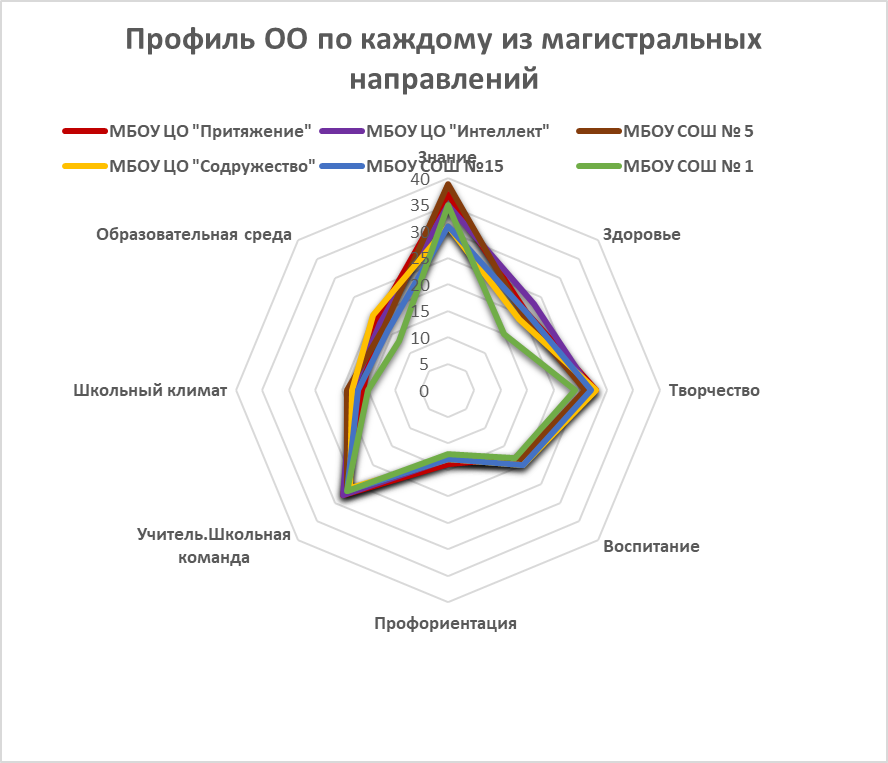 Профиль ОО по каждому из магистральных
направлений
МБОУ ЦО "Притяжение"
МБОУ ЦО "Интеллект"
МБОУ СОШ № 5
МБОУ ЦО "Содружество"
МБОУ СОШ №15
МБОУ СОШ № 1
Знание
40
35
30
25
20
15
10
5
0
Образовательная среда
Здоровье
Школьный климат
Творчество
Учитель.Школьная
команда
Воспитание
Профориентация